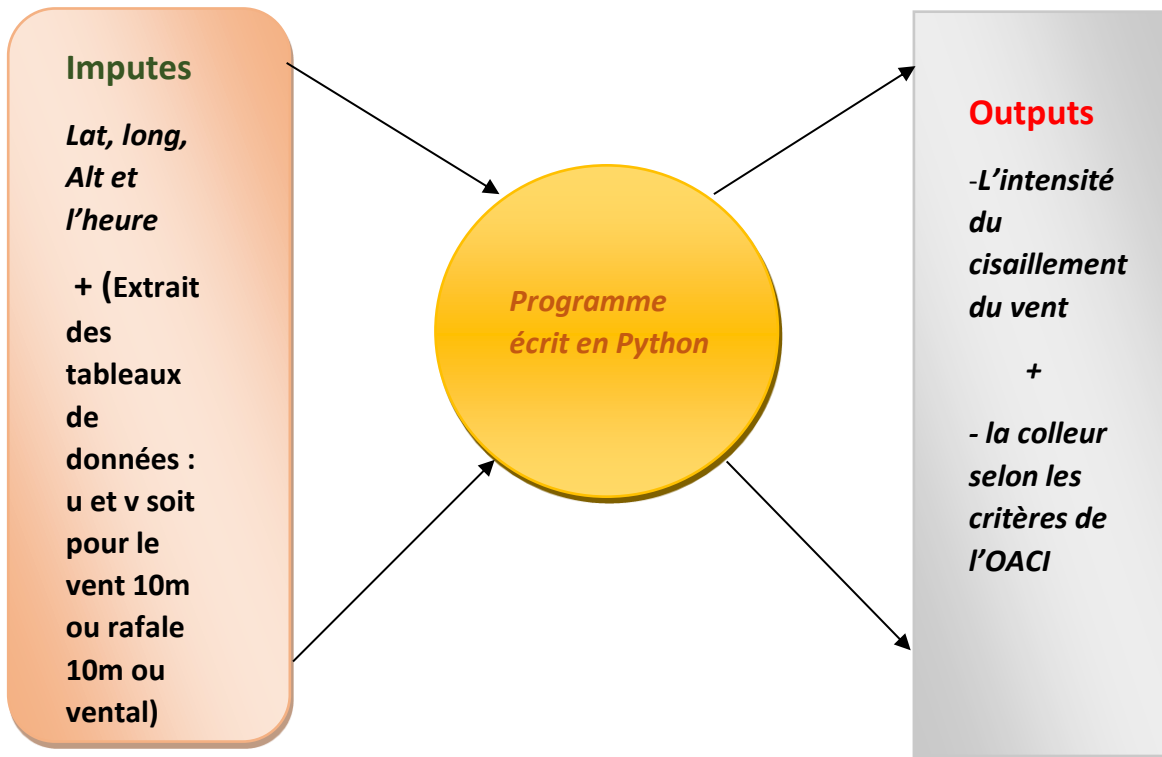 Imputes
Lat, long,
Alt et
l’heure
+ (Extrait
des
tableaux
de
données :
u et v soit
pour le
vent 10m
ou rafale
10m ou
vental)
Programme
écrit en Python
Outputs
-L’intensité
du
cisaillement
du vent
+
- la colleur
selon les
critères de
l’OACI